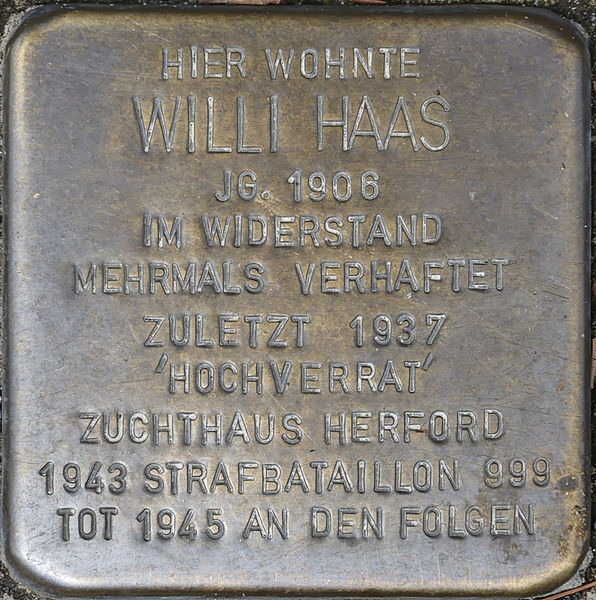 HIER WOHNTE
WILLI HAAS
JG. 1906
IM WIDERSTAND
MEHRMALS VERHAFTET
ZULETZT 1937
'HOCHVERRAT'
ZUCHTHAUS HERFORD
1943 STRAFBATAILLON 999
TOT 1945 AN DEN FOLGEN